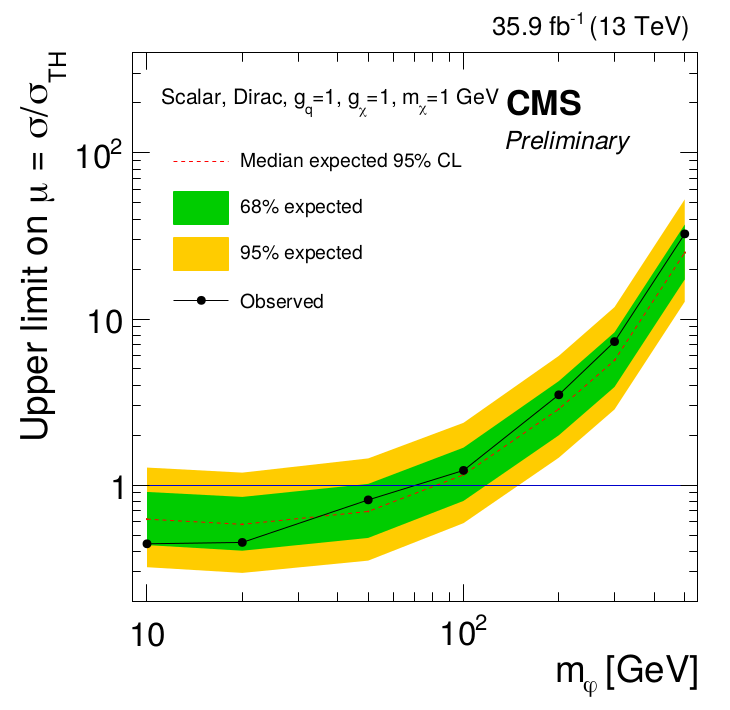 35.9 fb⁻¹ (13 TeV)
Upper limit on μ = σ/σ_TH
Scalar, Dirac, g_q=1, g_χ=1, m_χ=1 GeV
CMS
Preliminary
Median expected 95% CL
68% expected
95% expected
Observed
10²
10
1
10
10²
m_φ [GeV]